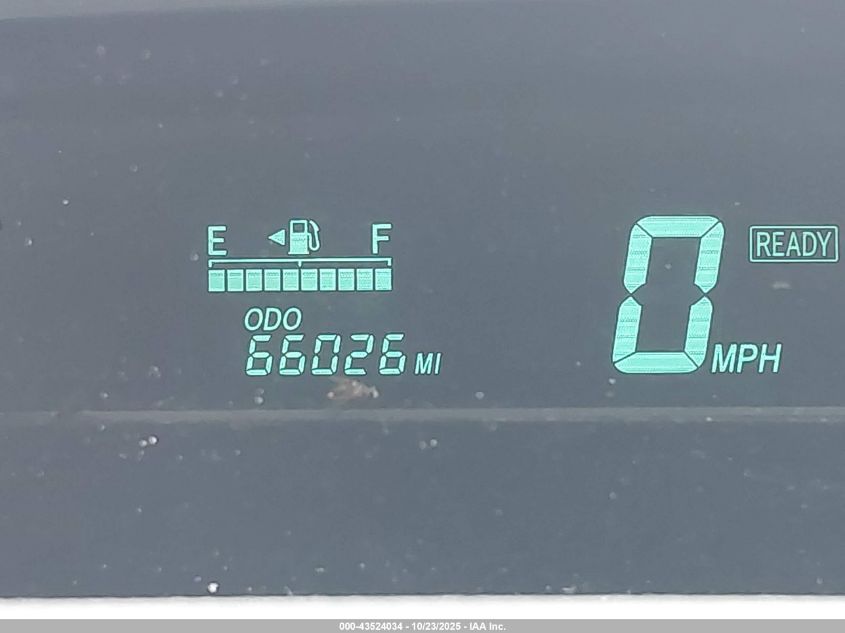 E F
ODO
66026 MI
0 MPH
READY
000-43524034 - 10/23/2025 - IAA Inc.